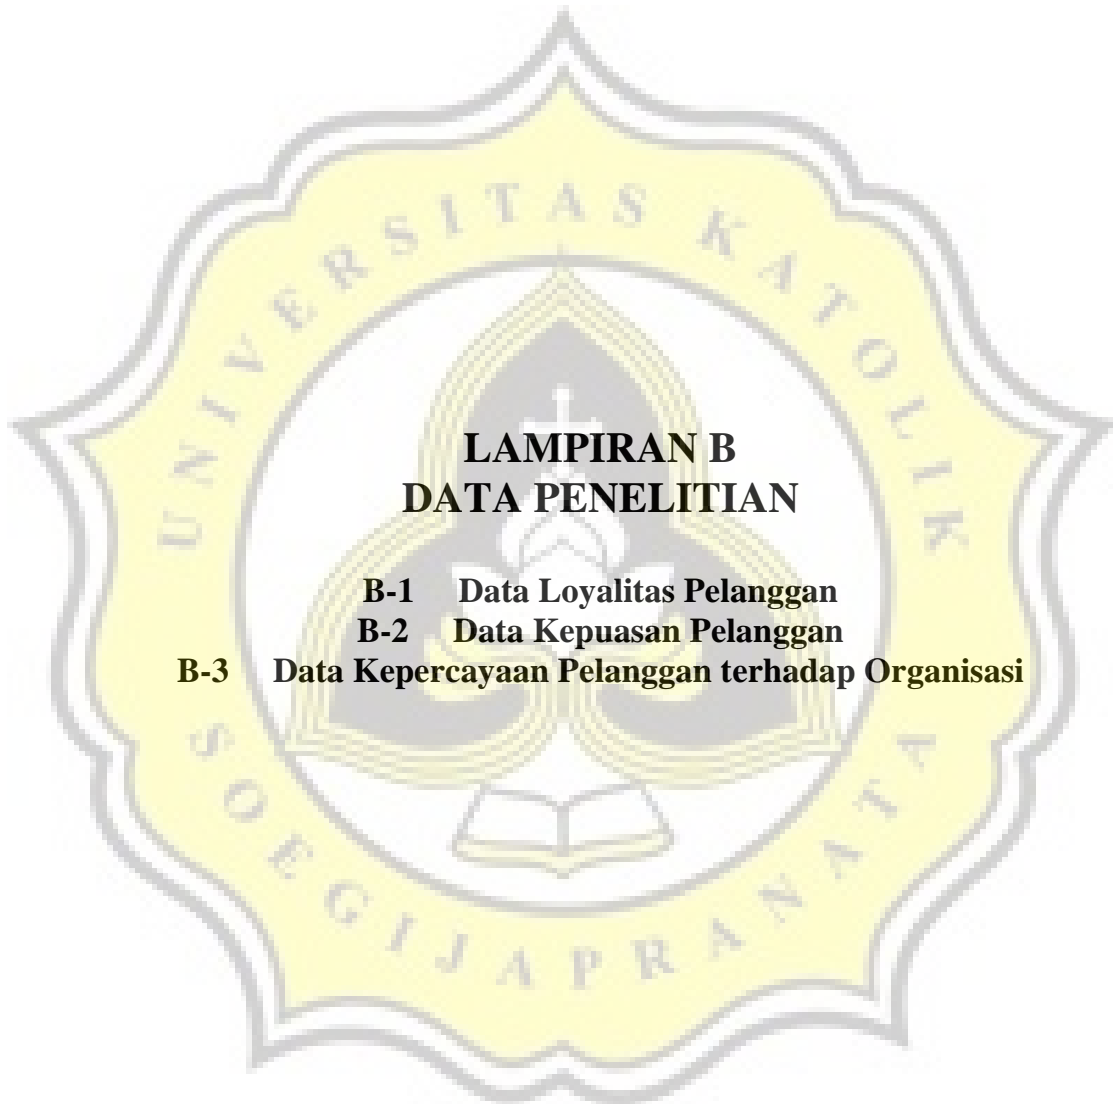 UNIVERSITAS KATOLIK
LAMPIRAN B
DATA PENELITIAN
B-1 Data Loyalitas Pelanggan
B-2 Data Kepuasan Pelanggan
B-3 Data Kepercayaan Pelanggan terhadap Organisasi
SOEGIJAPRANATA